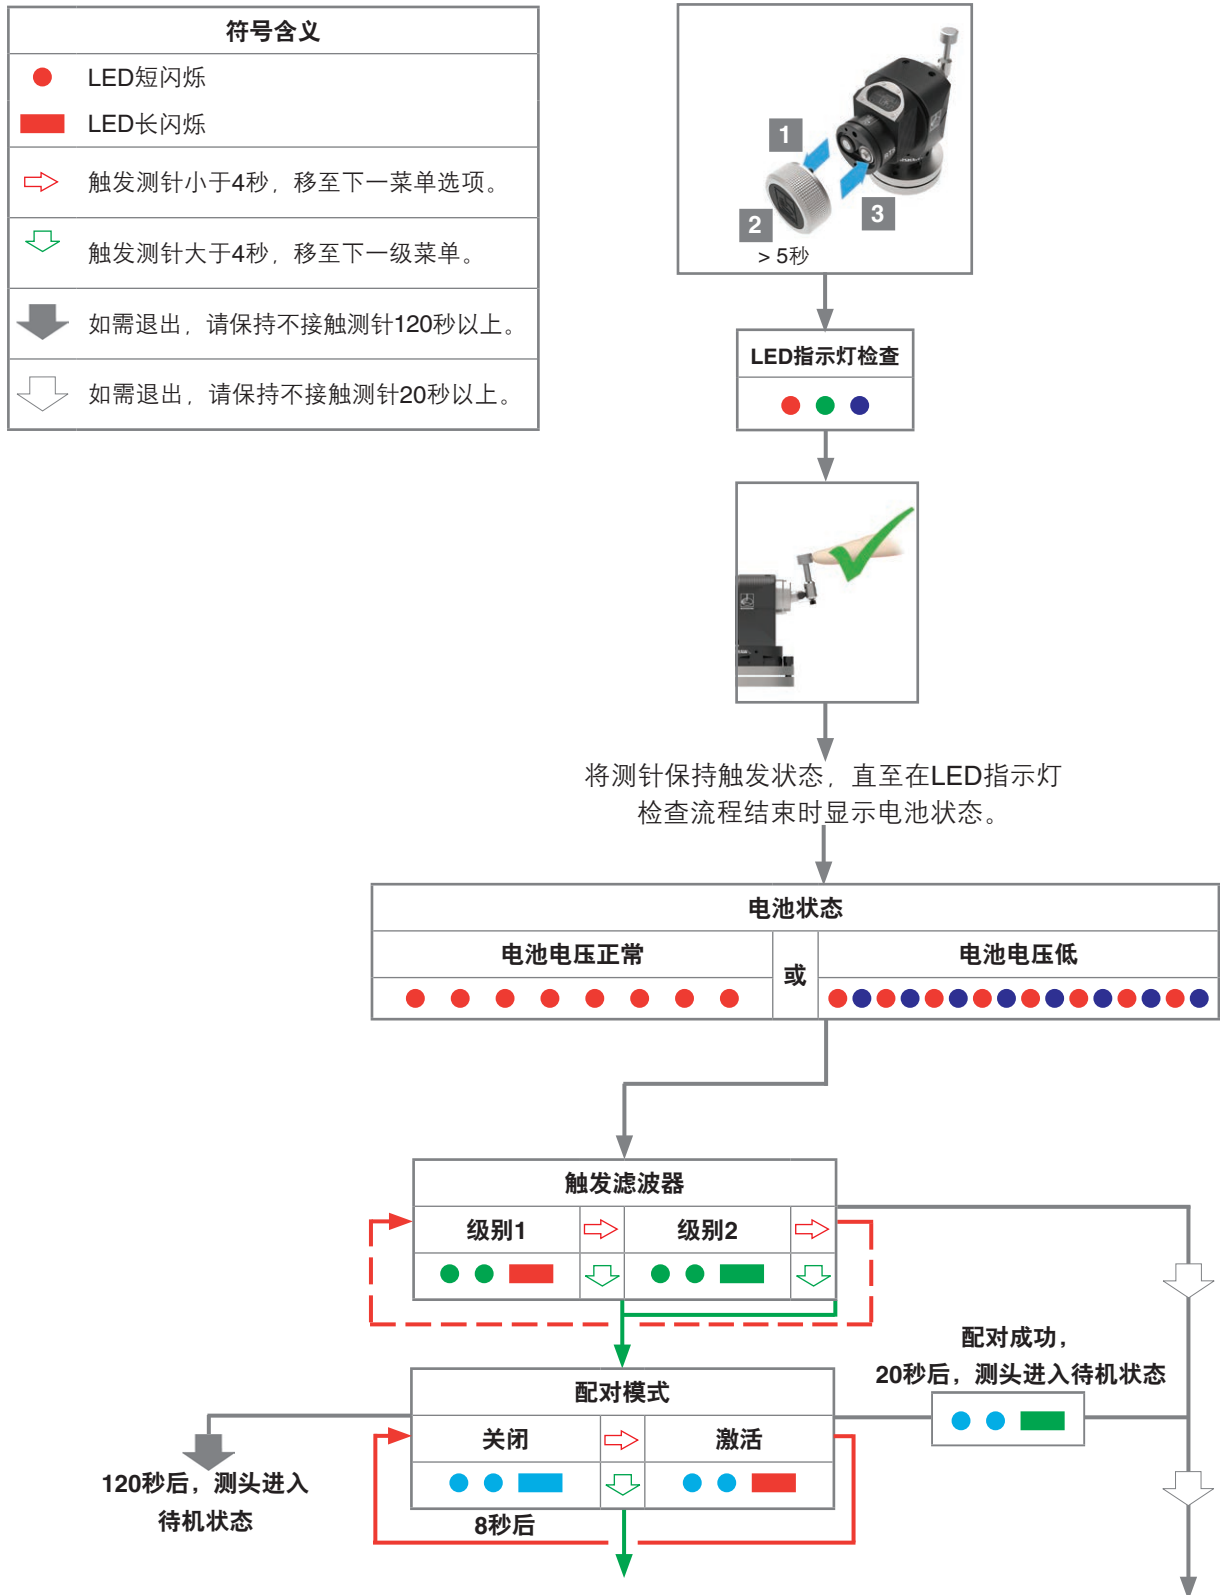 符号含义
LED短闪烁
LED长闪烁
触发测针小于4秒，移至下一菜单选项。
触发测针大于4秒，移至下一级菜单。
如需退出，请保持不接触测针120秒以上。
如需退出，请保持不接触测针20秒以上。
1
2
3
> 5秒
LED指示灯检查
将测针保持触发状态，直至在LED指示灯
检查流程结束时显示电池状态。
电池状态
电池电压正常
或
电池电压低
触发滤波器
级别1
级别2
配对成功，
20秒后，测头进入待机状态
配对模式
关闭
激活
8秒后
120秒后，测头进入
待机状态